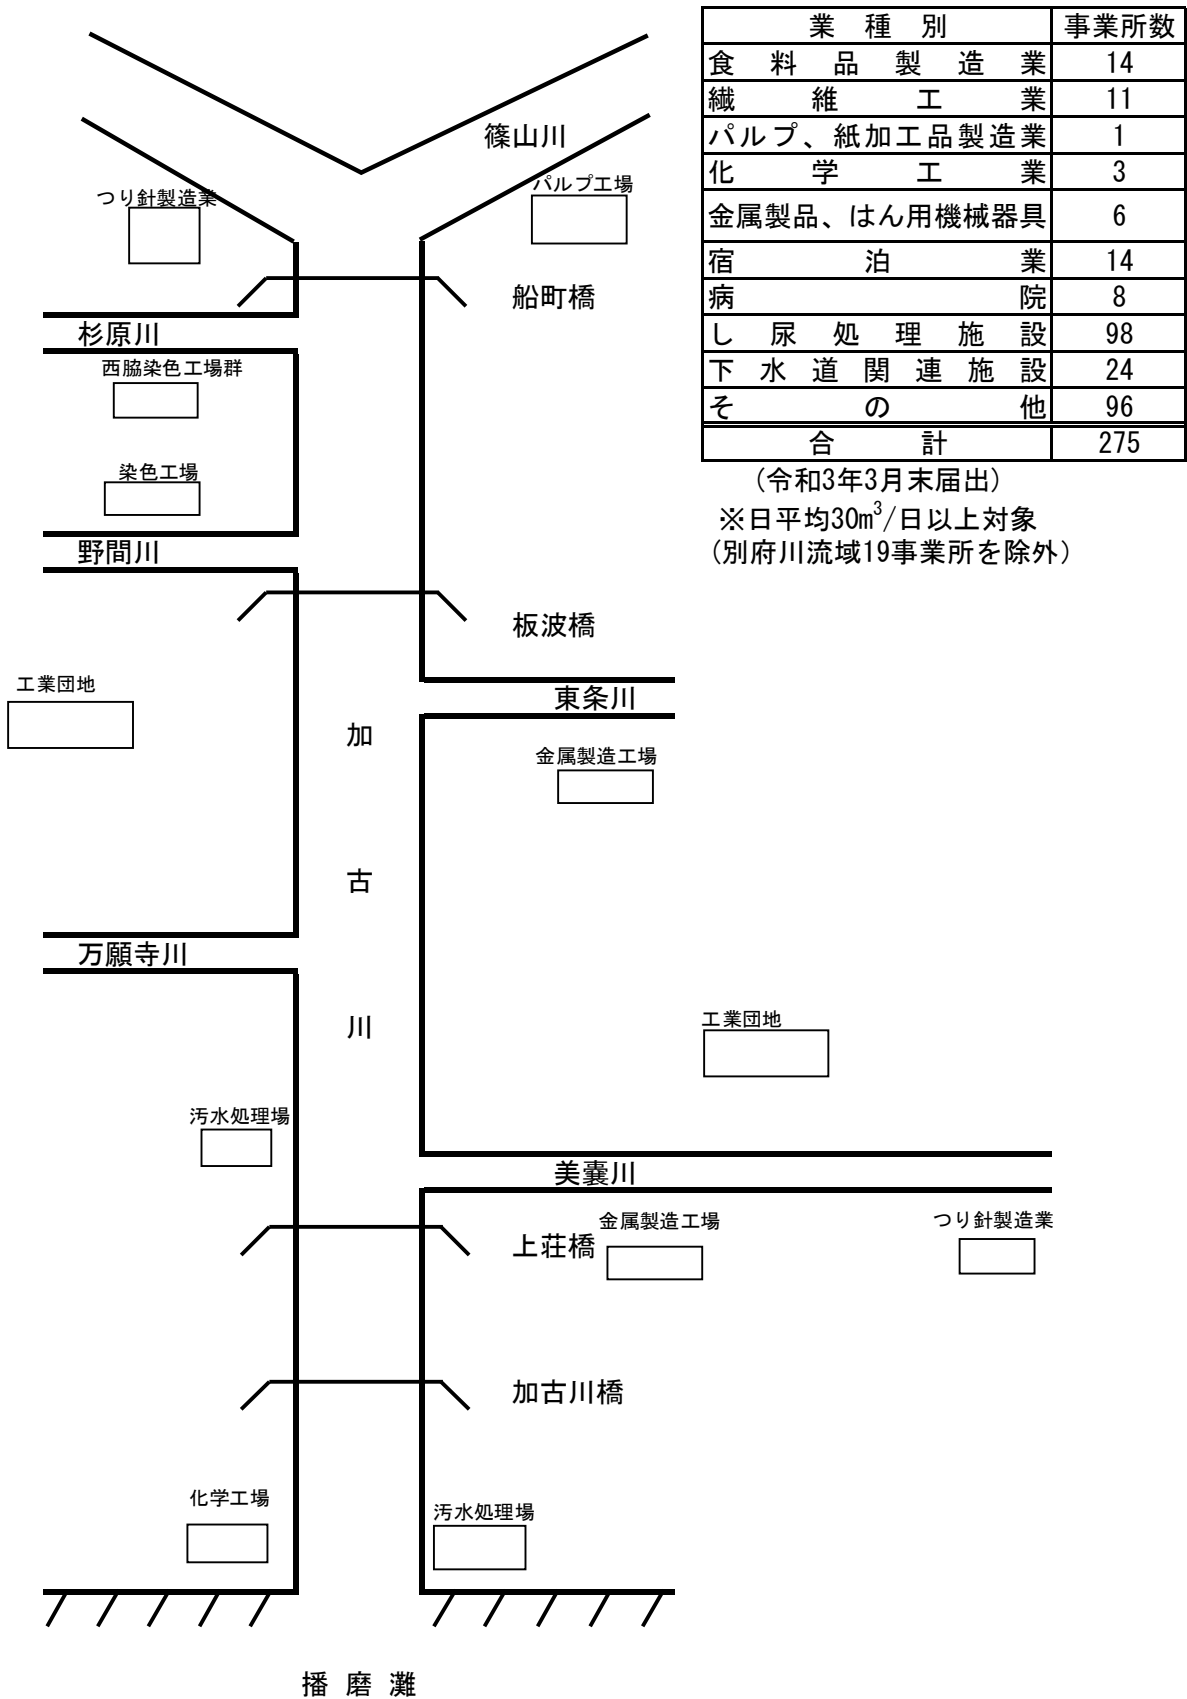 業種別 事業所数
食料品製造業 14
繊維工業 11
パルプ、紙加工品製造業 1
化学工業 3
金属製品、はん用機械器具 6
宿泊業 14
病院 8
し尿処理施設 98
下水道関連施設 24
その他 96
合計 275
(令和3年3月末届出)
※日平均30m³/日以上対象
(別府川流域19事業所を除外)
篠山川
つり針製造業
パルプ工場
船町橋
杉原川
西脇染色工場群
染色工場
野間川
板波橋
工業団地
東条川
加古川
金属製造工場
万願寺川
工業団地
汚水処理場
美嚢川
上荘橋
金属製造工場
つり針製造業
加古川橋
化学工場
汚水処理場
播磨灘